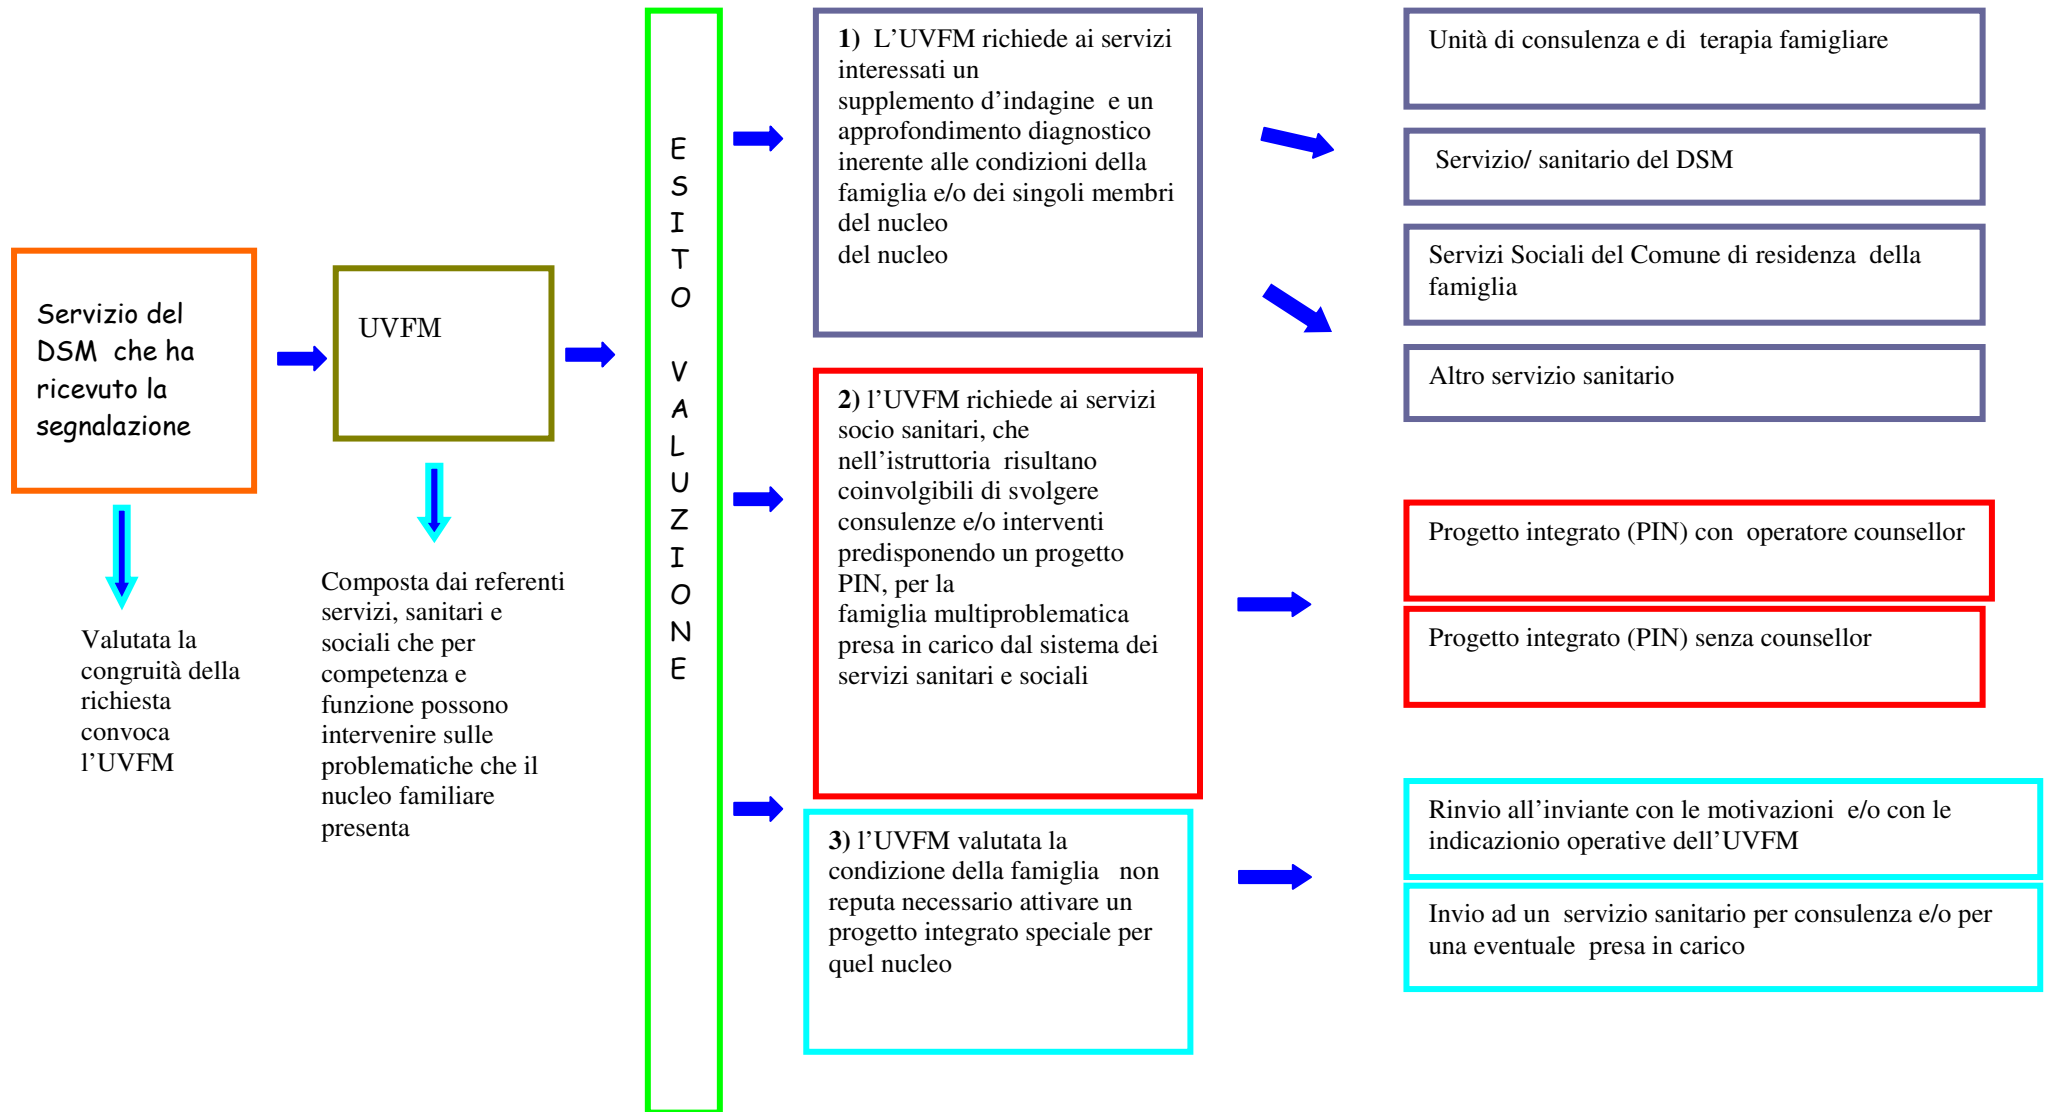 Servizio del
DSM che ha
ricevuto la
segnalazione
Valutata la
congruità della
richiesta
convoca
l'UVFM
UVFM
Composta dai referenti
servizi, sanitari e
sociali che per
competenza e
funzione possono
intervenire sulle
problematiche che il
nucleo familiare
presenta
E
S
I
T
O
V
A
L
U
Z
I
O
N
E
1) L'UVFM richiede ai servizi
interessati un
supplemento d'indagine e un
approfondimento diagnostico
inerente alle condizioni della
famiglia e/o dei singoli membri
del nucleo
del nucleo
2) l'UVFM richiede ai servizi
socio sanitari, che
nell'istruttoria risultano
coinvolgibili di svolgere
consulenze e/o interventi
predisponendo un progetto
PIN, per la
famiglia multiproblematica
presa in carico dal sistema dei
servizi sanitari e sociali
3) l'UVFM valutata la
condizione della famiglia non
reputa necessario attivare un
progetto integrato speciale per
quel nucleo
Unità di consulenza e di terapia famigliare
Servizio/ sanitario del DSM
Servizi Sociali del Comune di residenza della
famiglia
Altro servizio sanitario
Progetto integrato (PIN) con operatore counsellor
Progetto integrato (PIN) senza counsellor
Rinvio all'inviante con le motivazioni e/o con le
indicazionio operative dell'UVFM
Invio ad un servizio sanitario per consulenza e/o per
una eventuale presa in carico